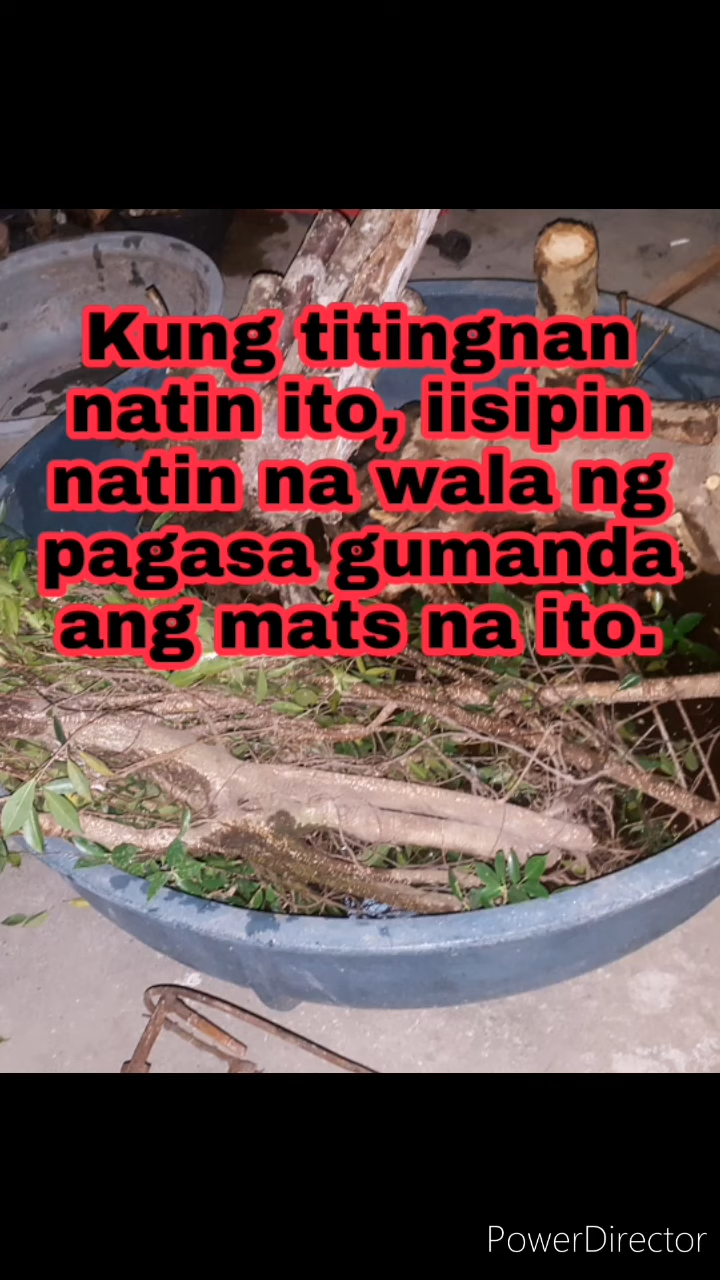 Kung titingnan
natin ito, iisipin
natin na wala ng
pagasa gumanda
ang mats na ito.
PowerDirector